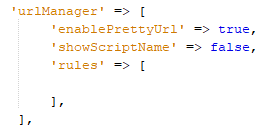 'urlManager' => [
'enablePrettyUrl' => true,
'showScriptName' => false,
'rules' => [
],
],